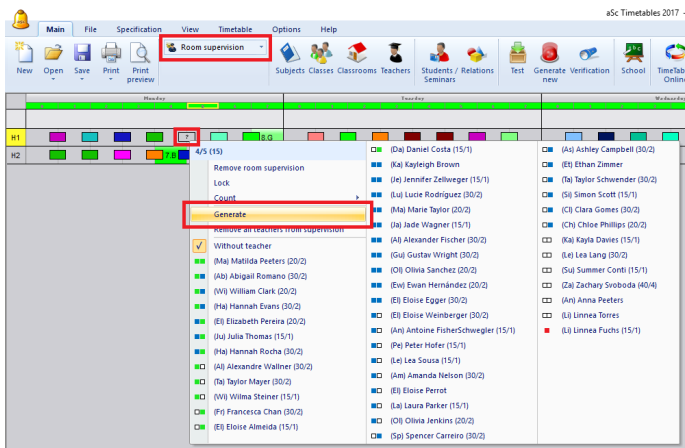 aSc Timetables 2017 -
Main File Specification View Timetable Options Help
Room supervision
New Open Save Print Print preview Subjects Classes Classrooms Teachers Students / Seminars Relations Test Generate new Verification School TimeTab Online
Monday Tuesday Wednesday
H1 ? 8.G
H2 7.B
4/5 (15)
Remove room supervision
Lock
Count
Generate
Remove all teachers from supervision
Without teacher
(Ma) Matilda Peeters (20/2)
(Ab) Abigail Romano (30/2)
(Wi) William Clark (20/2)
(Ha) Hannah Evans (30/2)
(El) Elizabeth Pereira (20/2)
(Ju) Julia Thomas (15/1)
(Ha) Hannah Rocha (30/2)
(Al) Alexandre Wallner (30/2)
(Ta) Taylor Mayer (30/2)
(Wi) Wilma Steiner (15/1)
(Fr) Francesca Chan (30/2)
(El) Eloise Almeida (15/1)
(Da) Daniel Costa (15/1)
(Ka) Kayleigh Brown
(Je) Jennifer Zellweger (15/1)
(Lu) Lucie Rodríguez (30/2)
(Ma) Marie Taylor (20/2)
(Ja) Jade Wagner (15/1)
(Al) Alexander Fischer (30/2)
(Gu) Gustav Wright (30/2)
(Ol) Olivia Sanchez (20/2)
(Ew) Ewan Hernández (20/2)
(El) Eloise Egger (30/2)
(El) Eloise Weinberger (30/2)
(An) Antoine FisherSchwegler (15/1)
(Pe) Peter Hofer (15/1)
(Le) Lea Sousa (15/1)
(Am) Amanda Nelson (30/2)
(El) Eloise Perrot
(La) Laura Parker (15/1)
(Ol) Olivia Jenkins (20/2)
(Sp) Spencer Carreiro (30/2)
(As) Ashley Campbell (30/2)
(Et) Ethan Zimmer
(Ta) Taylor Schwender (30/2)
(Si) Simon Scott (15/1)
(Cl) Clara Gomes (30/2)
(Ch) Chloe Phillips (20/2)
(Ka) Kayla Davies (15/1)
(Le) Lea Lang (30/2)
(Su) Summer Conti (15/1)
(Za) Zachary Svoboda (40/4)
(An) Anna Peeters
(Li) Linnea Torres
(Li) Linnea Fuchs (15/1)